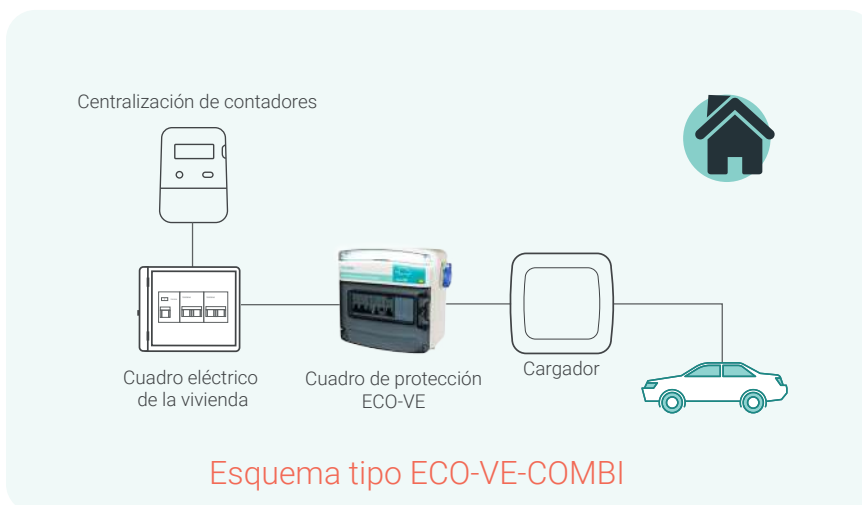 Centralización de contadores
Cuadro eléctrico
de la vivienda
Cuadro de protección
ECO-VE
Cargador
Esquema tipo ECO-VE-COMBI